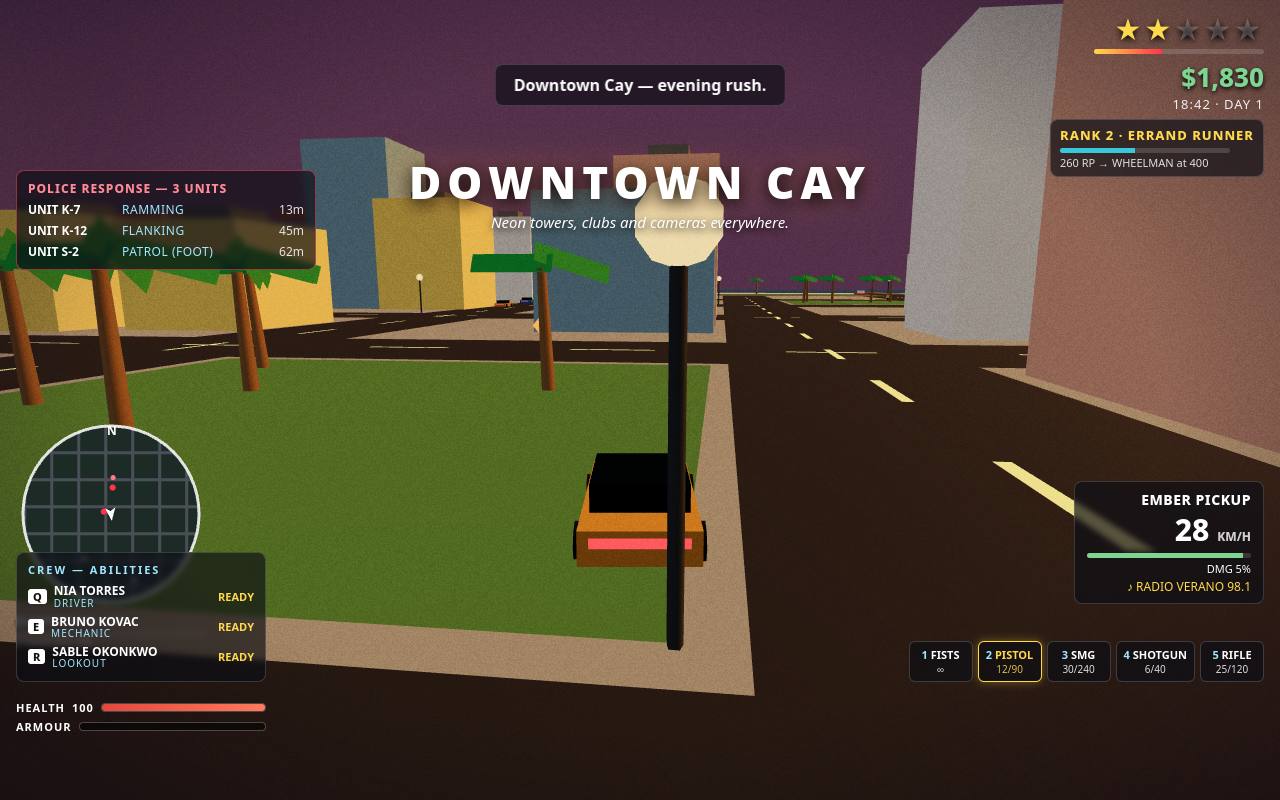 Downtown Cay — evening rush.
DOWNTOWN CAY
Neon towers, clubs and cameras everywhere.
$1,830
18:42 · DAY 1
RANK 2 · ERRAND RUNNER
260 RP → WHEELMAN at 400
POLICE RESPONSE — 3 UNITS
UNIT K-7 RAMMING 13m
UNIT K-12 FLANKING 45m
UNIT S-2 PATROL (FOOT) 62m
N
CREW — ABILITIES
Q NIA TORRES READY
DRIVER
E BRUNO KOVAC READY
MECHANIC
R SABLE OKONKWO READY
LOOKOUT
HEALTH 100
ARMOUR
EMBER PICKUP
28 KM/H
DMG 5%
♪ RADIO VERANO 98.1
1 FISTS
∞
2 PISTOL
12/90
3 SMG
30/240
4 SHOTGUN
6/40
5 RIFLE
25/120